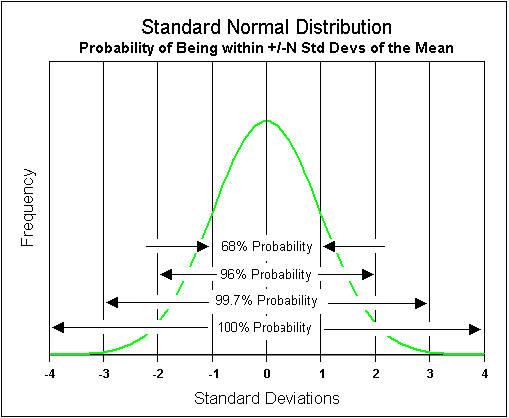 Standard Normal Distribution
Probability of Being within +/-N Std Devs of the Mean
Frequency
68% Probability
96% Probability
99.7% Probability
100% Probability
-4 -3 -2 -1 0 1 2 3 4
Standard Deviations